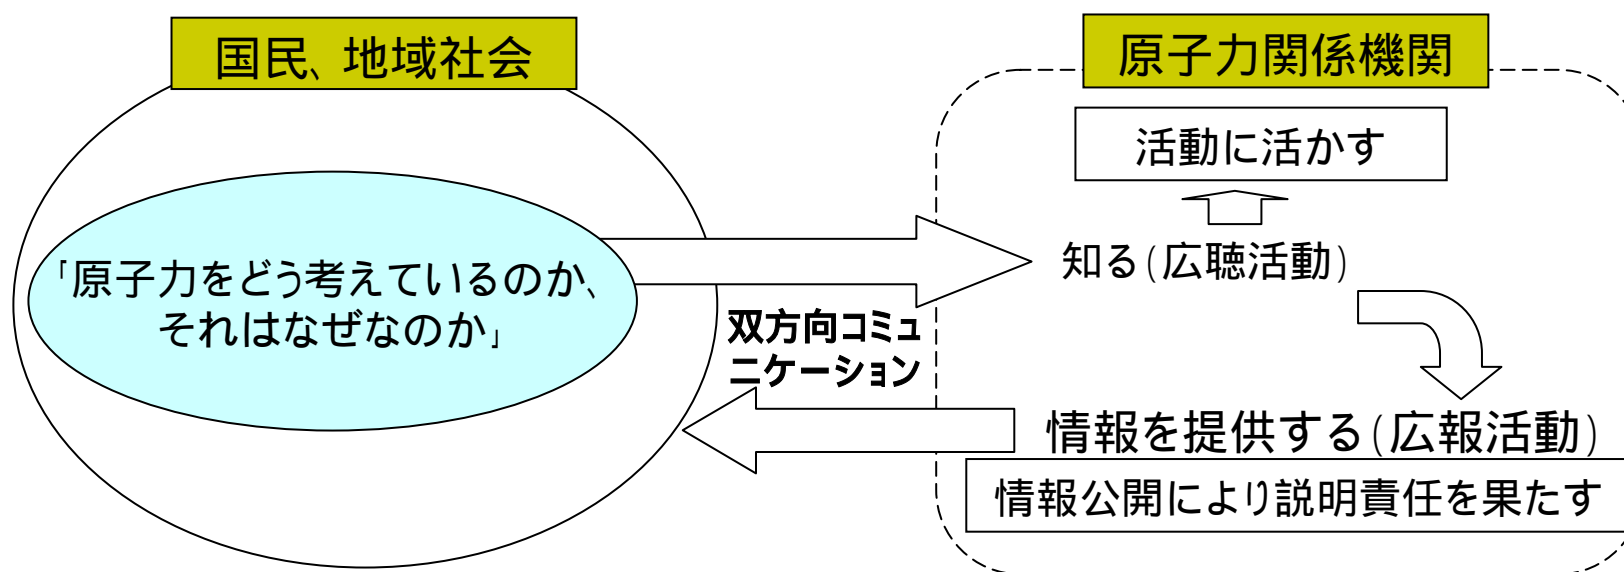 国民、地域社会
原子力関係機関
活動に活かす
知る(広聴活動)
「原子力をどう考えているのか、
それはなぜなのか」
双方向コミュ
ニケーション
情報を提供する(広報活動)
情報公開により説明責任を果たす